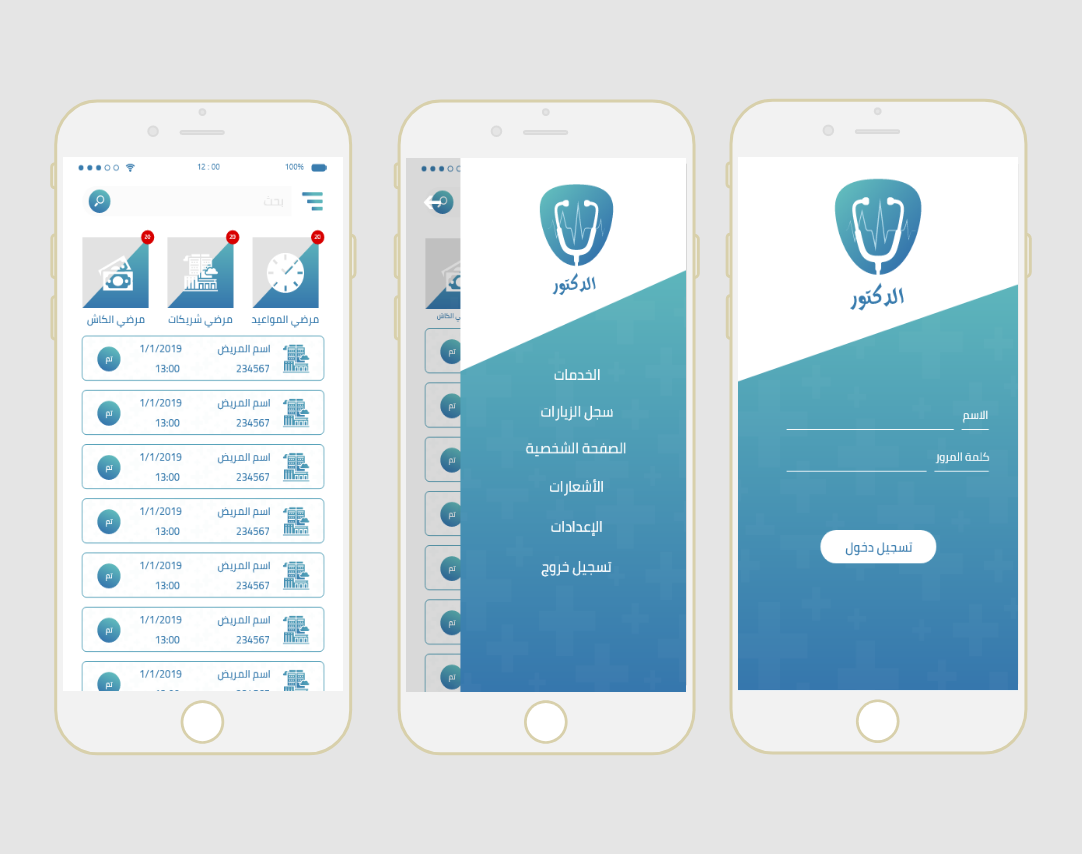 12 : 00
100%
بحث
20
23
20
مرضي المواعيد
مرضي شريكات
مرضي الكاش
اسم المريض 1/1/2019
234567 13:00 تم
اسم المريض 1/1/2019
234567 13:00 تم
اسم المريض 1/1/2019
234567 13:00 تم
اسم المريض 1/1/2019
234567 13:00 تم
اسم المريض 1/1/2019
234567 13:00 تم
اسم المريض 1/1/2019
234567 13:00 تم
اسم المريض 1/1/2019
تم
ي الكاش
تم
تم
تم
تم
تم
تم
تم
الدكتور
الخدمات
سجل الزيارات
الصفحة الشخصية
الأشعارات
الإعدادات
تسجيل خروج
الدكتور
الاسم
كلمة المرور
تسجيل دخول